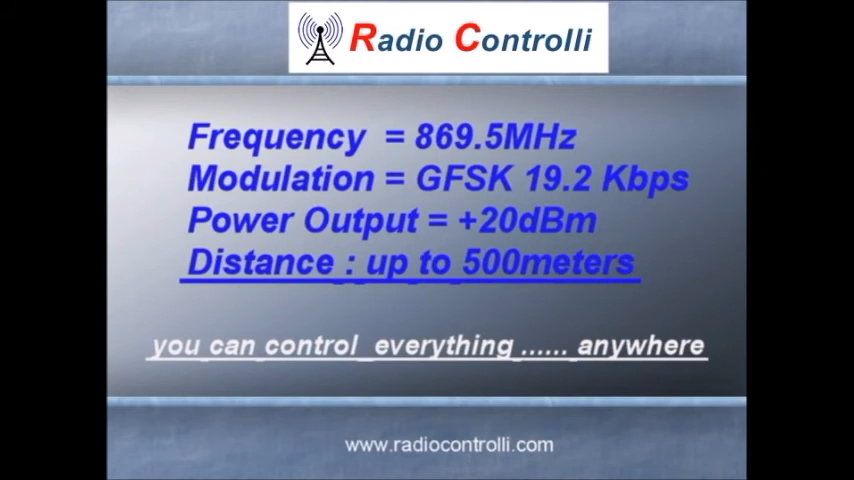 Radio Controlli
Frequency = 869.5MHz
Modulation = GFSK 19.2 Kbps
Power Output = +20dBm
Distance : up to 500meters
you can control everything ...... anywhere
www.radiocontrolli.com